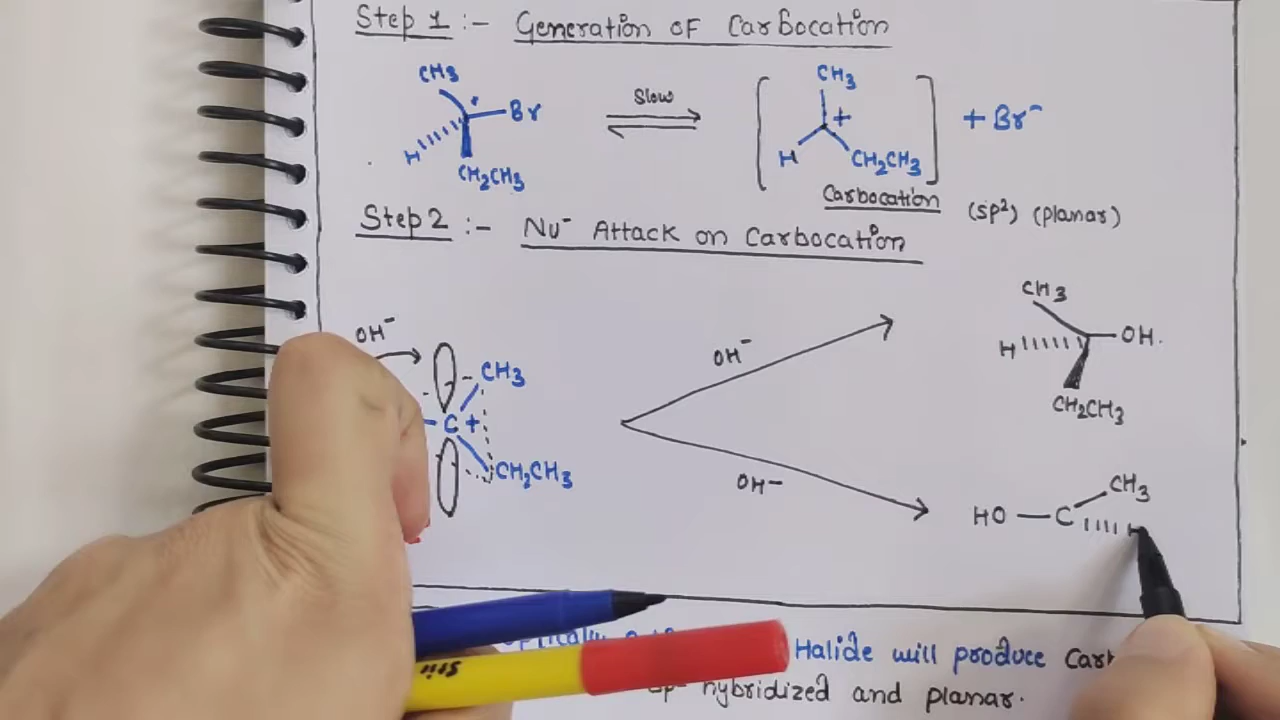 Step 1 :- Generation of Carbocation
CH3
Br
H
CH2CH3
Slow
CH3
+
H
CH2CH3
+ Br⁻
Carbocation (sp²) (planar)
Step 2 :- Nu⁻ Attack on Carbocation
OH⁻
CH3
C +
CH2CH3
OH⁻
OH⁻
CH3
H
OH.
CH2CH3
HO — C
CH3
H
Halide will produce
hybridized and planar.